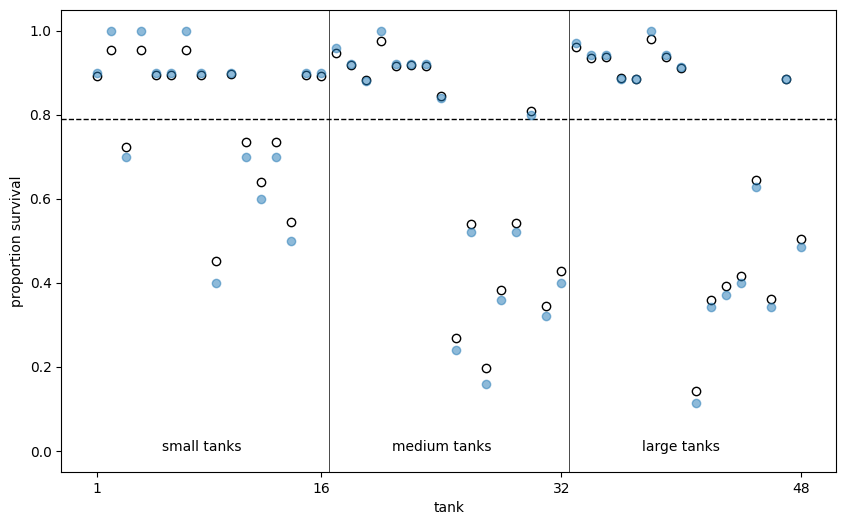 1.0
0.8
0.6
0.4
0.2
0.0
proportion survival
small tanks
medium tanks
large tanks
1
16
32
48
tank